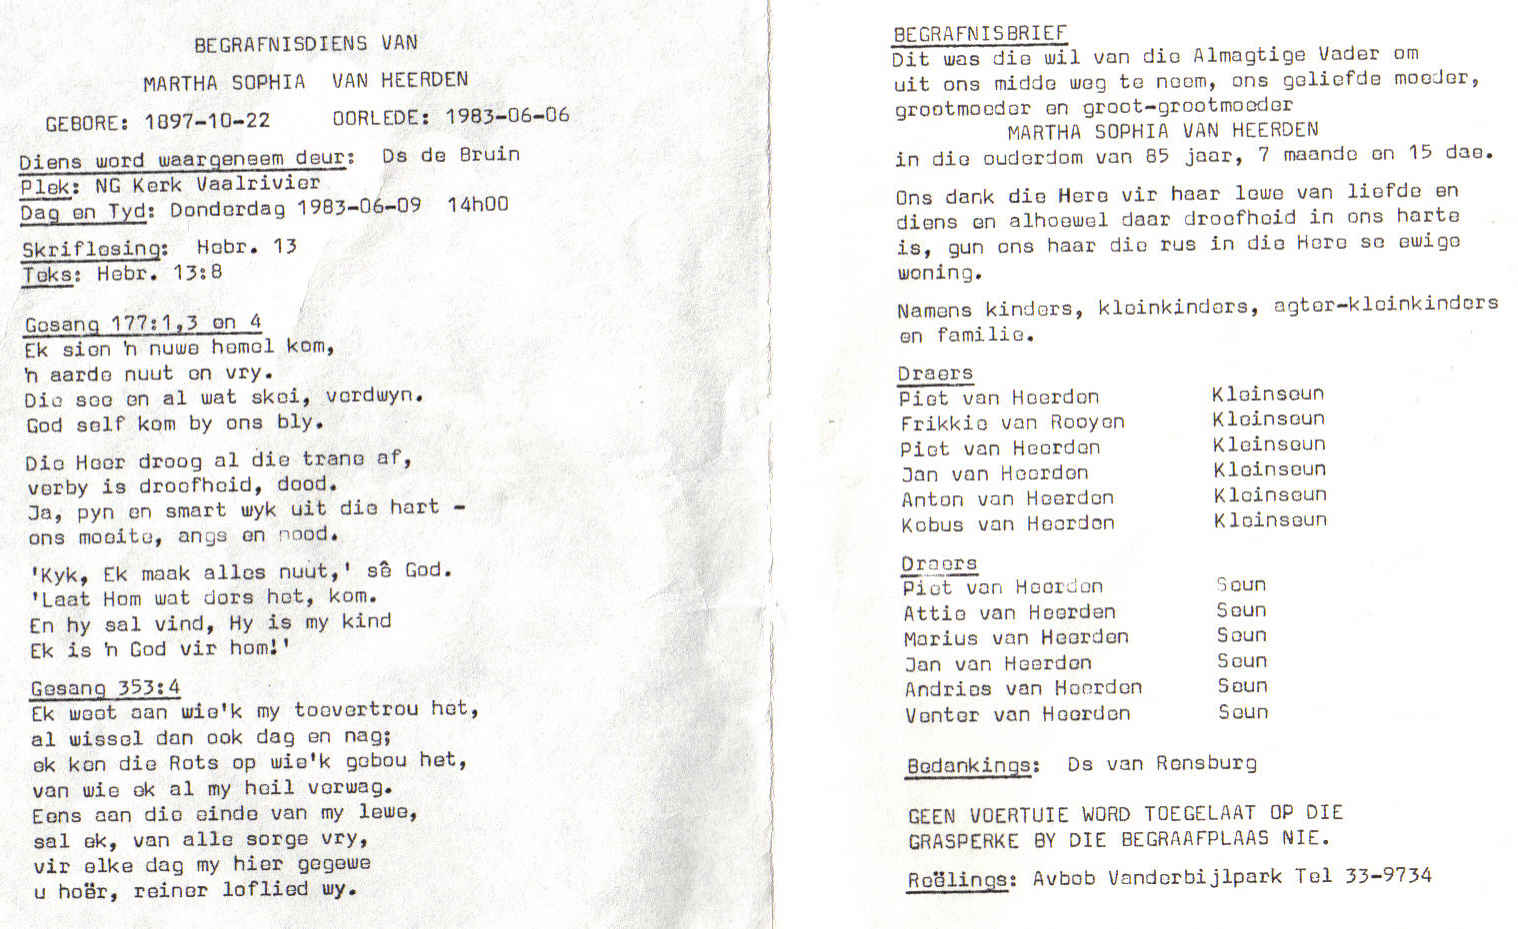 BEGRAFNISDIENS VAN
MARTHA SOPHIA VAN HEERDEN
GEBORE: 1897-10-22 OORLEDE: 1983-06-06
Diens word waargeneem deur: Ds de Bruin
Plek: NG Kerk Vaalrivier
Dag en Tyd: Donderdag 1983-06-09 14h00
Skriflesing: Hebr. 13
Teks: Hebr. 13:8
Gesang 177:1,3 en 4
Ek sien 'n nuwe hemel kom,
'n aarde nuut en vry.
Die see en al wat skei, verdwyn.
God self kom by ons bly.
Die Heer droog al die trane af,
verby is droefheid, dood.
Ja, pyn en smart wyk uit die hart -
ons moeite, angs en nood.
'Kyk, Ek maak alles nuut,' sê God.
'Laat Hom wat dors het, kom.
En hy sal vind, Hy is my kind
Ek is 'n God vir hom!'
Gesang 353:4
Ek weet aan wie'k my toevertrou het,
al wissel dan ook dag en nag;
ek ken die Rots op wie'k gebou het,
van wie ek al my heil verwag.
Eens aan die einde van my lewe,
sal ek, van alle sorge vry,
vir elke dag my hier gegewe
u hoër, reiner loflied wy.
BEGRAFNISBRIEF
Dit was die wil van die Almagtige Vader om
uit ons midde weg te neem, ons geliefde moeder,
grootmoeder en groot-grootmoeder
MARTHA SOPHIA VAN HEERDEN
in die ouderdom van 85 jaar, 7 maande en 15 dae.
Ons dank die Here vir haar lewe van liefde en
diens en alhoewel daar droefheid in ons harte
is, gun ons haar die rus in die Here se ewige
woning.
Namens kinders, kleinkinders, agter-kleinkinders
en familie.
Draers
Piet van Heerden Kleinseun
Frikkie van Rooyen Kleinseun
Piet van Heerden Kleinseun
Jan van Heerden Kleinseun
Anton van Heerden Kleinseun
Kobus van Heerden Kleinseun
Draers
Piet van Heerden Seun
Attie van Heerden Seun
Marius van Heerden Seun
Jan van Heerden Seun
Andries van Heerden Seun
Venter van Heerden Seun
Bedankings: Ds van Rensburg
GEEN VOERTUIE WORD TOEGELAAT OP DIE
GRASPERKE BY DIE BEGRAAFPLAAS NIE.
Reëlings: Avbob Vanderbijlpark Tel 33-9734